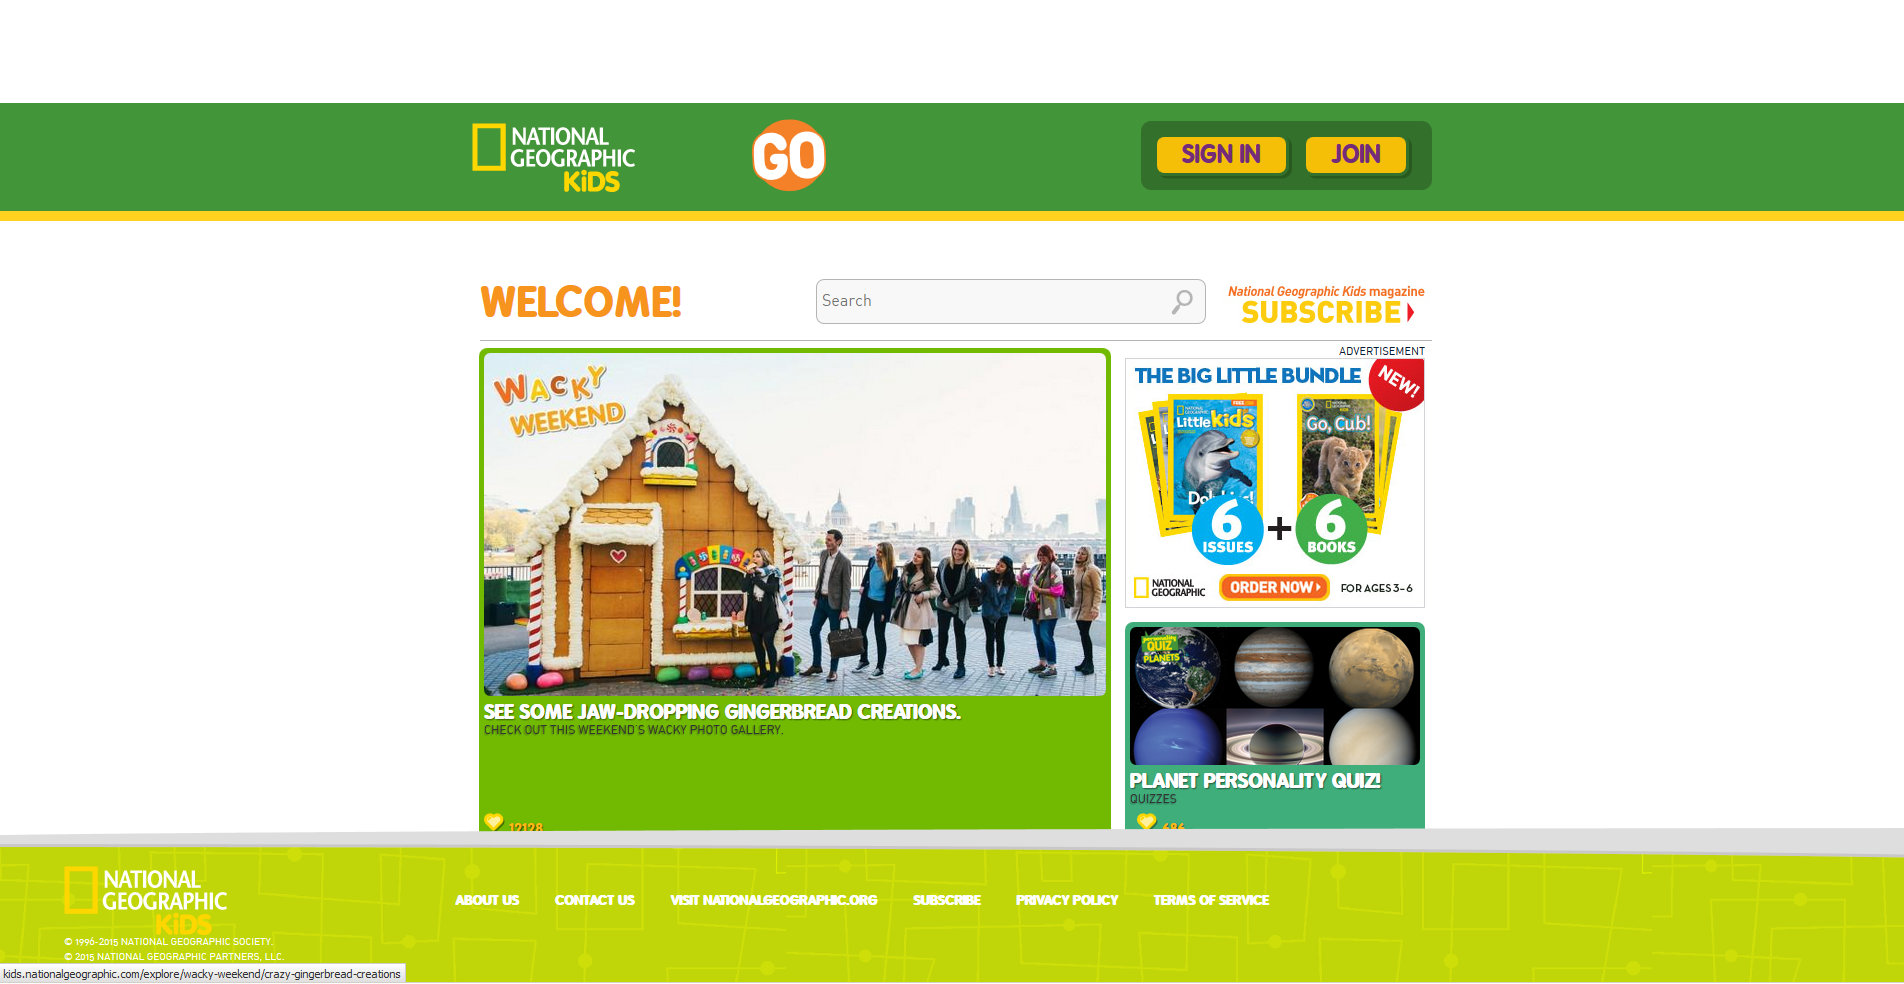 NATIONAL
GEOGRAPHIC
KiDS
GO
SIGN IN
JOIN
WELCOME!
Search
National Geographic Kids magazine
SUBSCRIBE
WACKY
WEEKEND
SEE SOME JAW-DROPPING GINGERBREAD CREATIONS.
CHECK OUT THIS WEEKEND'S WACKY PHOTO GALLERY.
12128
ADVERTISEMENT
THE BIG LITTLE BUNDLE
NEW!
NATIONAL
GEOGRAPHIC
FREE
Little kids
Go, Cub!
6
ISSUES
+
6
BOOKS
NATIONAL
GEOGRAPHIC
ORDER NOW
FOR AGES 3-6
personality
QUIZ
PLANETS
PLANET PERSONALITY QUIZ!
QUIZZES
686
NATIONAL
GEOGRAPHIC
KiDS
ABOUT US
CONTACT US
VISIT NATIONALGEOGRAPHIC.ORG
SUBSCRIBE
PRIVACY POLICY
TERMS OF SERVICE
© 1996-2015 NATIONAL GEOGRAPHIC SOCIETY.
© 2015 NATIONAL GEOGRAPHIC PARTNERS, LLC.
kids.nationalgeographic.com/explore/wacky-weekend/crazy-gingerbread-creations